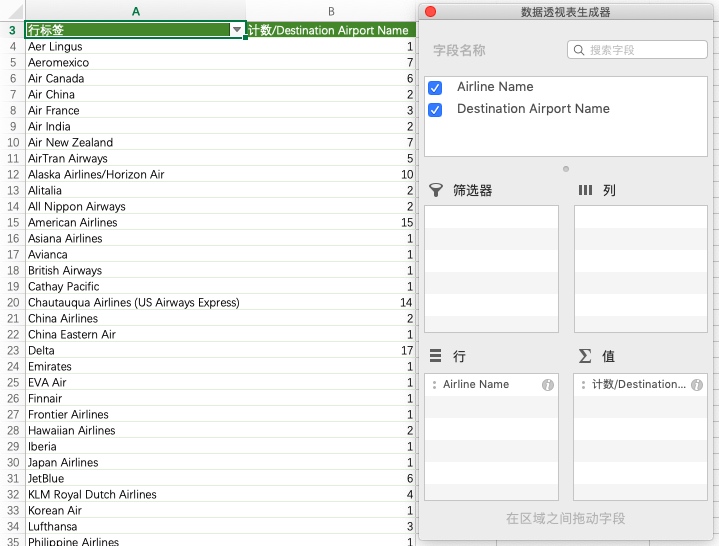 A B
3 行标签 计数/Destination Airport Name
4 Aer Lingus 1
5 Aeromexico 7
6 Air Canada 6
7 Air China 2
8 Air France 3
9 Air India 2
10 Air New Zealand 7
11 AirTran Airways 5
12 Alaska Airlines/Horizon Air 10
13 Alitalia 2
14 All Nippon Airways 2
15 American Airlines 15
16 Asiana Airlines 1
17 Avianca 1
18 British Airways 1
19 Cathay Pacific 1
20 Chautauqua Airlines (US Airways Express) 14
21 China Airlines 2
22 China Eastern Air 1
23 Delta 17
24 Emirates 1
25 EVA Air 1
26 Finnair 1
27 Frontier Airlines 1
28 Hawaiian Airlines 2
29 Iberia 1
30 Japan Airlines 1
31 JetBlue 6
32 KLM Royal Dutch Airlines 4
33 Korean Air 1
34 Lufthansa 3
35 Philippine Airlines 1
数据透视表生成器
字段名称 搜索字段
Airline Name
Destination Airport Name
筛选器 列
行 值
Airline Name 计数/Destination...
在区域之间拖动字段